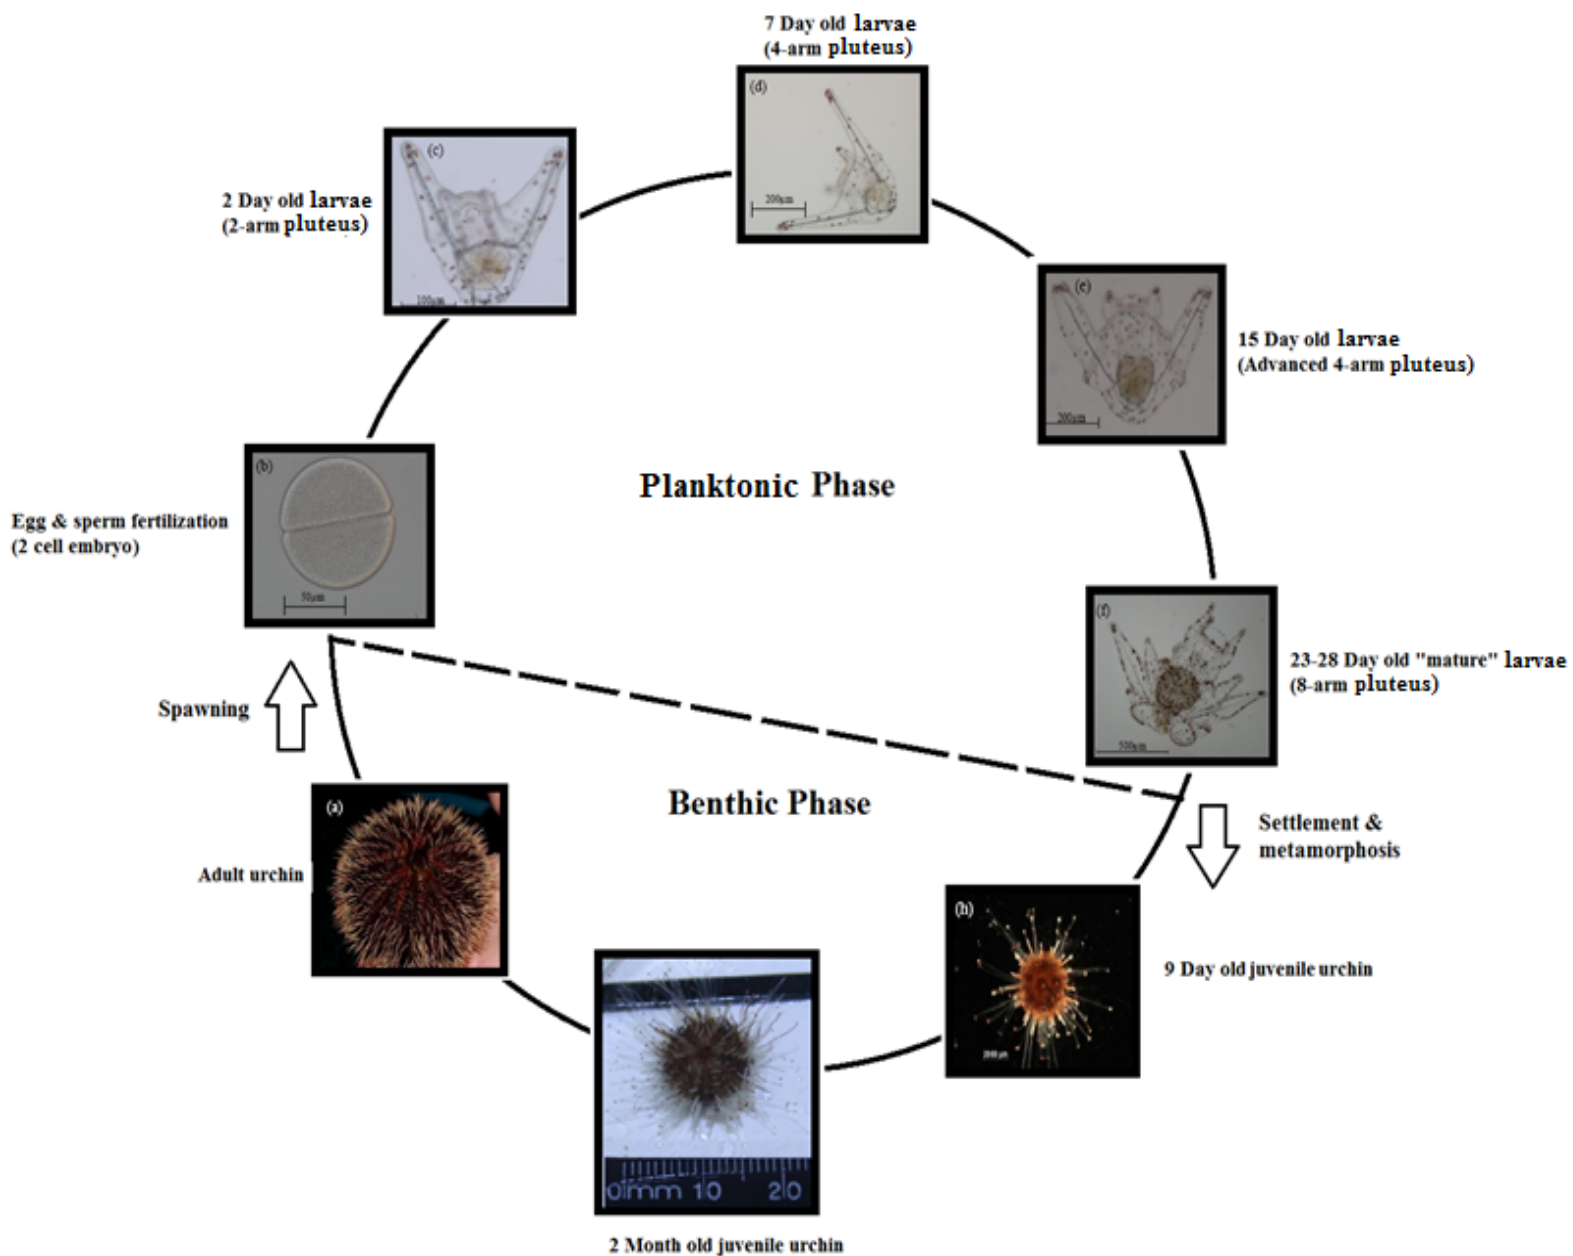 7 Day old larvae
(4-arm pluteus)
(d)
200µm
(c)
2 Day old larvae
(2-arm pluteus)
100µm
(e)
15 Day old larvae
(Advanced 4-arm pluteus)
200µm
(b)
Planktonic Phase
Egg & sperm fertilization
(2 cell embryo)
50µm
(f)
23-28 Day old "mature" larvae
(8-arm pluteus)
500µm
Spawning
Benthic Phase
(a)
Settlement &
metamorphosis
Adult urchin
(h)
9 Day old juvenile urchin
0 mm 10 20
2 Month old juvenile urchin